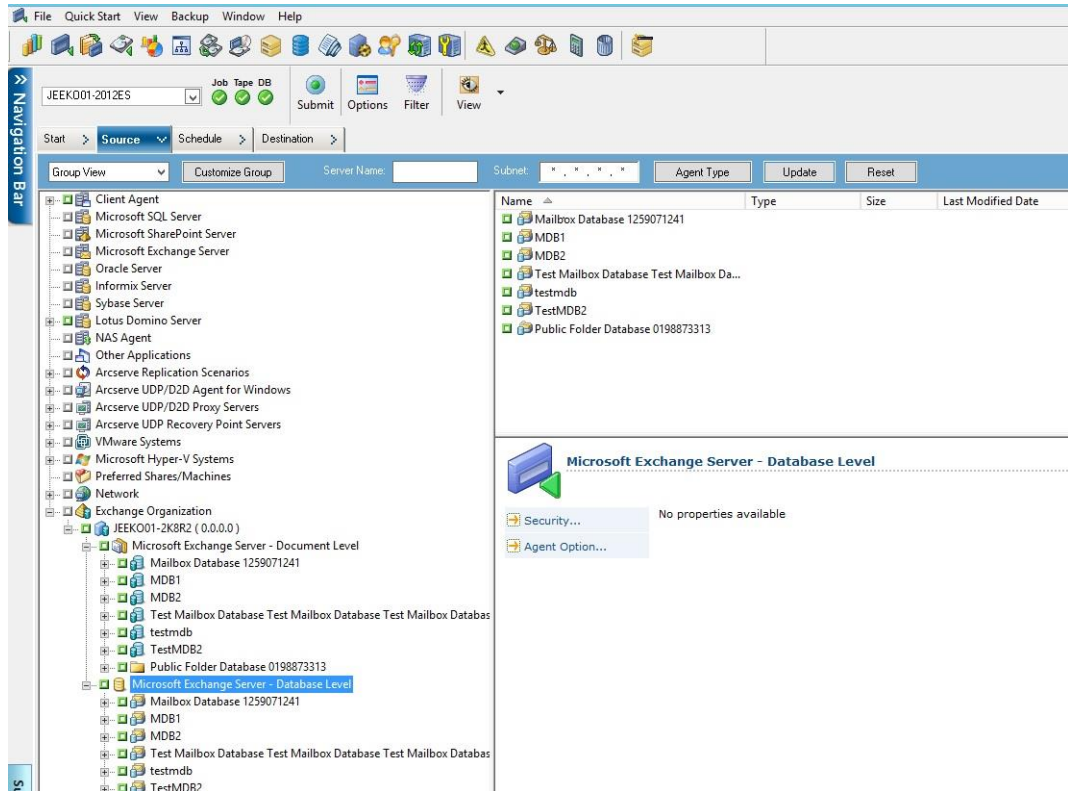 File Quick Start View Backup Window Help
JEEKO01-2012ES
Job Tape DB
Submit Options Filter View
Start > Source Schedule > Destination >
Group View Customize Group Server Name: Subnet: * . * . * . * Agent Type Update Reset
Navigation Bar
Client Agent
Microsoft SQL Server
Microsoft SharePoint Server
Microsoft Exchange Server
Oracle Server
Informix Server
Sybase Server
Lotus Domino Server
NAS Agent
Other Applications
Arcserve Replication Scenarios
Arcserve UDP/D2D Agent for Windows
Arcserve UDP/D2D Proxy Servers
Arcserve UDP Recovery Point Servers
VMware Systems
Microsoft Hyper-V Systems
Preferred Shares/Machines
Network
Exchange Organization
JEEKO01-2K8R2 ( 0.0.0.0 )
Microsoft Exchange Server - Document Level
Mailbox Database 1259071241
MDB1
MDB2
Test Mailbox Database Test Mailbox Database Test Mailbox Databas
testmdb
TestMDB2
Public Folder Database 0198873313
Microsoft Exchange Server - Database Level
Mailbox Database 1259071241
MDB1
MDB2
Test Mailbox Database Test Mailbox Database Test Mailbox Databas
testmdb
TestMDB2
Name Type Size Last Modified Date
Mailbox Database 1259071241
MDB1
MDB2
Test Mailbox Database Test Mailbox Da...
testmdb
TestMDB2
Public Folder Database 0198873313
Microsoft Exchange Server - Database Level
Security...
Agent Option...
No properties available